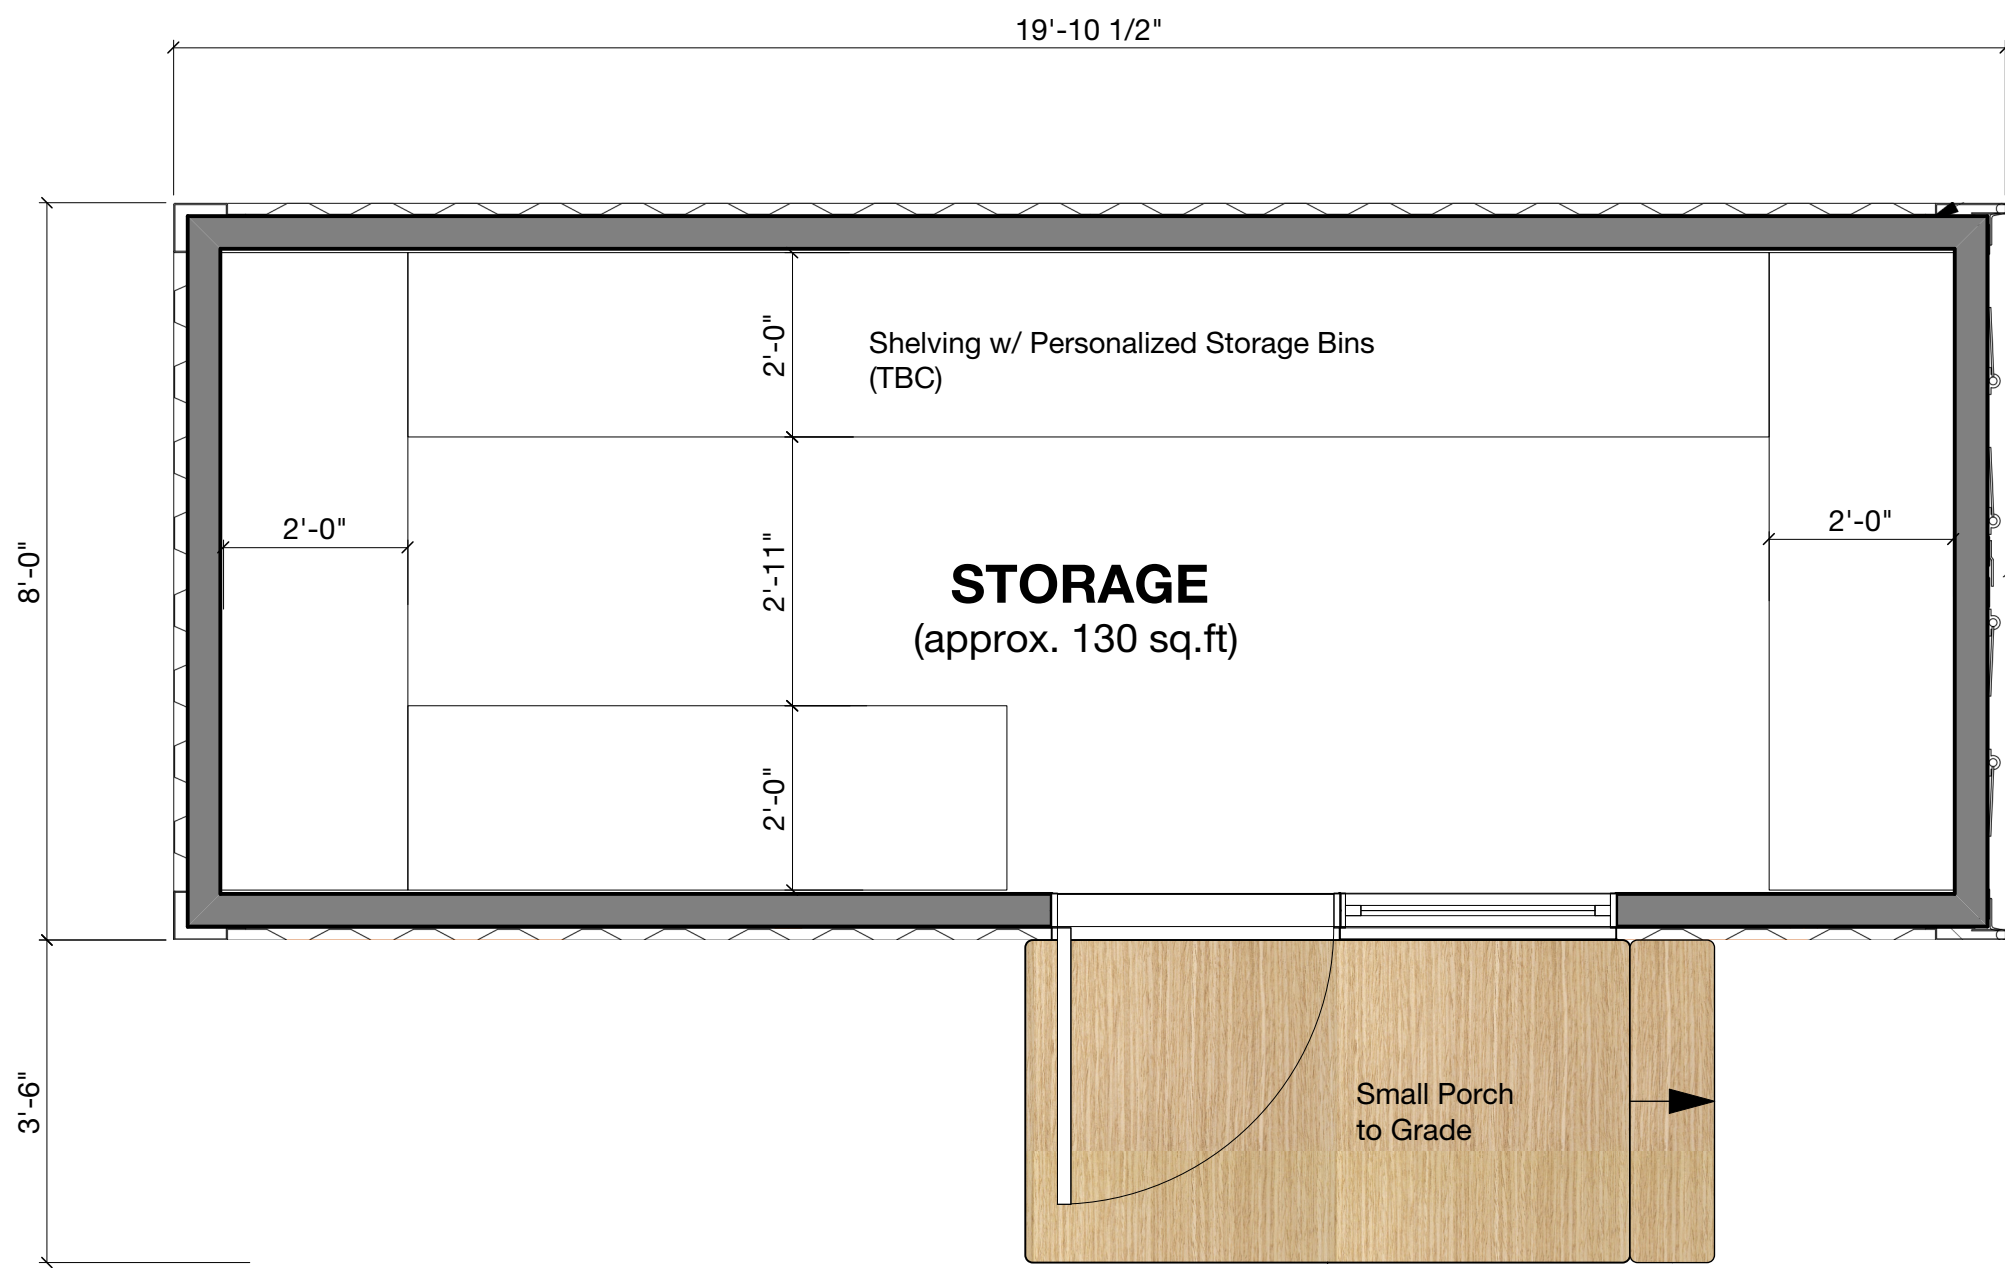 19'-10 1/2"
2'-0"
Shelving w/ Personalized Storage Bins
(TBC)
2'-0"
2'-0"
8'-0"
2'-11"
STORAGE
(approx. 130 sq.ft)
2'-0"
3'-6"
Small Porch
to Grade